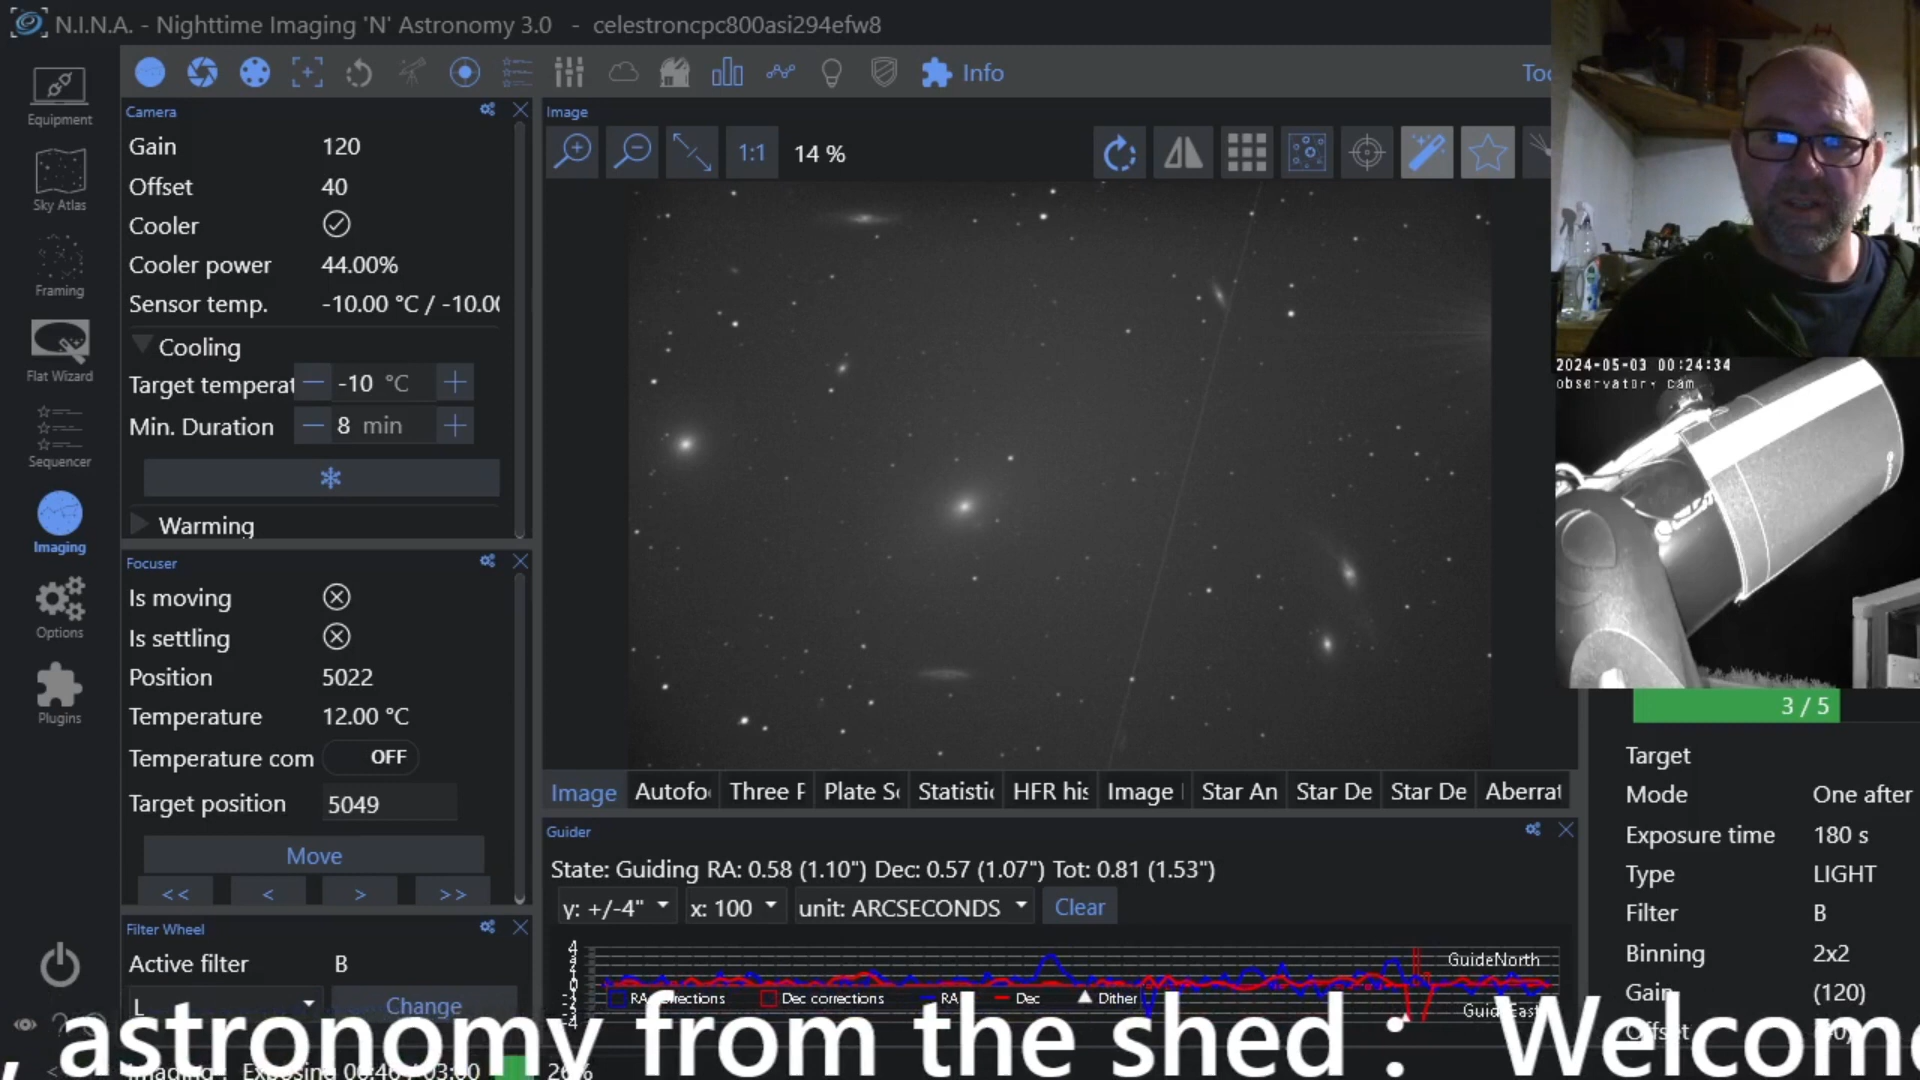 N.I.N.A. - Nighttime Imaging 'N' Astronomy 3.0 - celestroncpc800asi294efw8
Info
Equipment
Sky Atlas
Framing
Flat Wizard
Sequencer
Imaging
Options
Plugins
Camera
Gain 120
Offset 40
Cooler
Cooler power 44.00%
Sensor temp. -10.00 °C / -10.00
Cooling
Target temperat -10 °C
Min. Duration 8 min
Warming
Focuser
Is moving
Is settling
Position 5022
Temperature 12.00 °C
Temperature com OFF
Target position 5049
Move
<< < > >>
Filter Wheel
Active filter B
L Change
Image
1:1 14 %
2024-05-03 00:24:34
observatory cam
Image Autofo Three P Plate So Statistic HFR his Image Star An Star De Star De Aberrat
Guider
State: Guiding RA: 0.58 (1.10") Dec: 0.57 (1.07") Tot: 0.81 (1.53")
y: +/-4" x: 100 unit: ARCSECONDS Clear
GuideNorth
Dec corrections RA Dec Dither
3 / 5
Target
Mode One after
Exposure time 180 s
Type LIGHT
Filter B
Binning 2x2
Gain (120)
Offset
, astronomy from the shed : Welcome